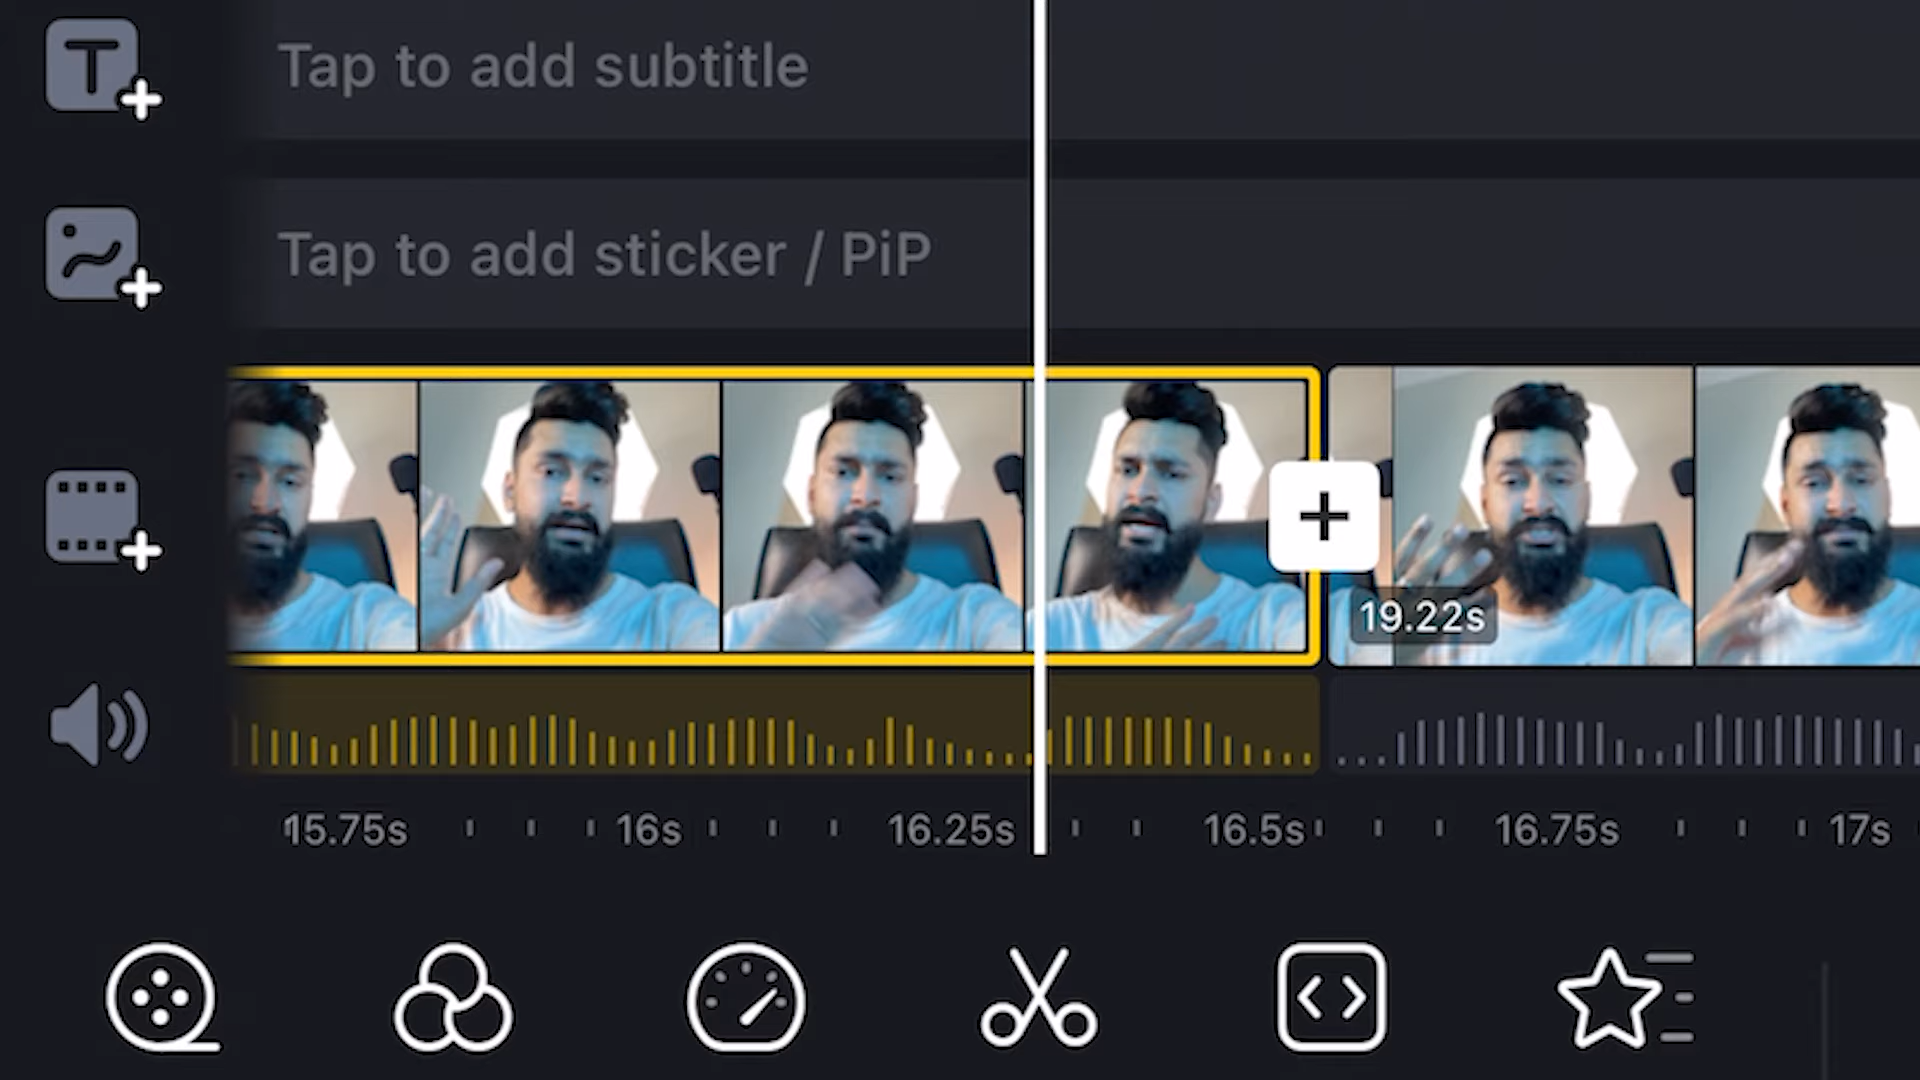 T
Tap to add subtitle
Tap to add sticker / PiP
19.22s
15.75s 16s 16.25s 16.5s 16.75s 17s